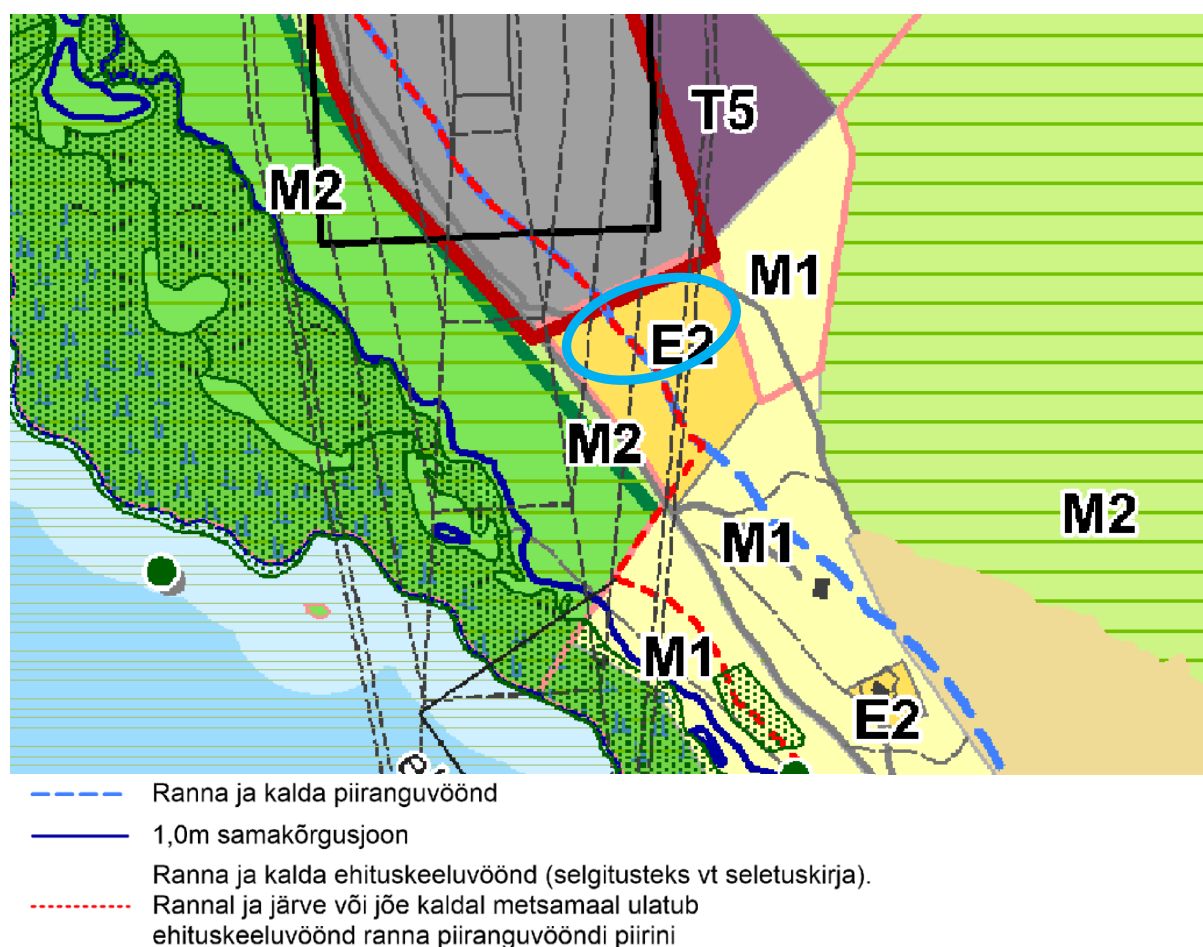 T5
M2
M1
E2
M2
M2
M1
M1
E2
Ranna ja kalda piiranguvöönd
1,0m samakõrgusjoon
Ranna ja kalda ehituskeeluvöönd (selgitusteks vt seletuskirja).
Rannal ja järve või jõe kaldal metsamaal ulatub
ehituskeeluvöönd ranna piiranguvööndi piirini